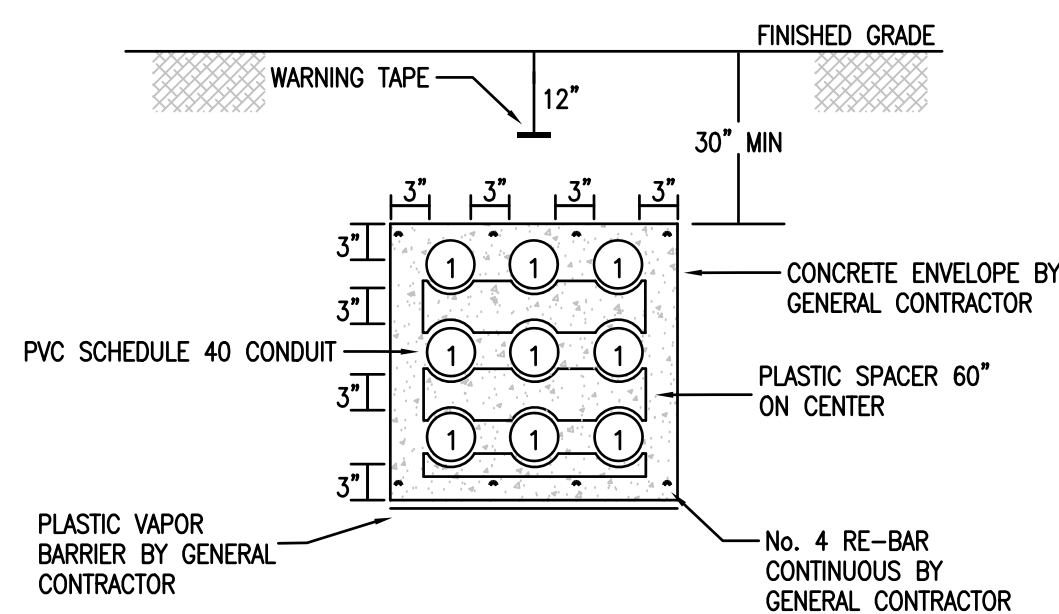 FINISHED GRADE
WARNING TAPE
12"
30" MIN
3" 3" 3" 3"
3"
CONCRETE ENVELOPE BY
GENERAL CONTRACTOR
1 1 1
3"
PVC SCHEDULE 40 CONDUIT
1 1 1
PLASTIC SPACER 60"
ON CENTER
3"
1 1 1
3"
PLASTIC VAPOR
BARRIER BY GENERAL
CONTRACTOR
No. 4 RE-BAR
CONTINUOUS BY
GENERAL CONTRACTOR